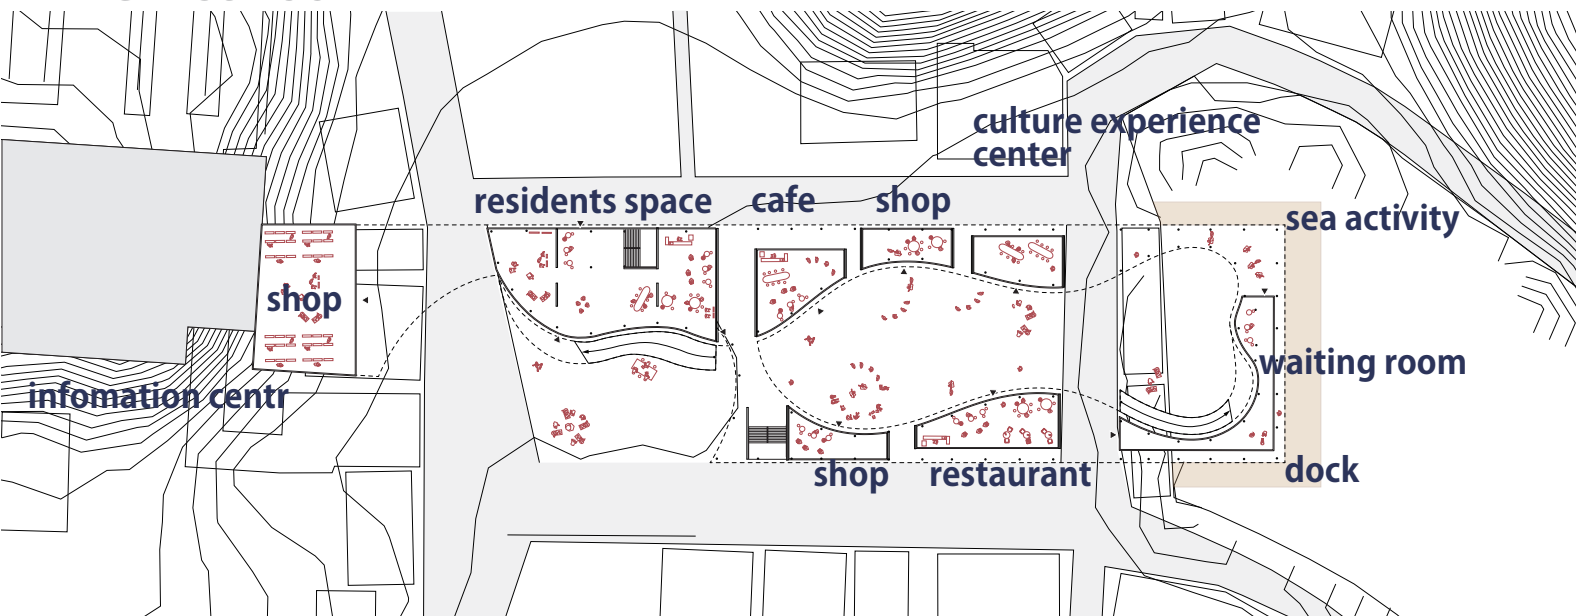 culture experience
center
residents space
cafe
shop
sea activity
shop
waiting room
infomation centr
shop
restaurant
dock